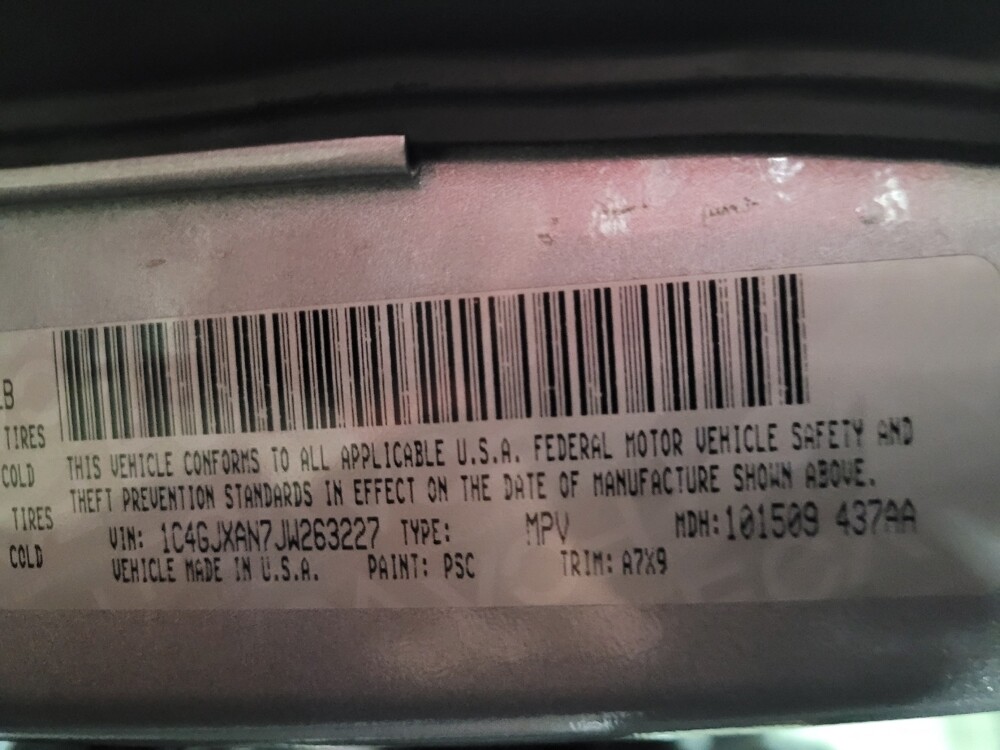 LB
TIRES
COLD
TIRES
COLD
THIS VEHICLE CONFORMS TO ALL APPLICABLE U.S.A. FEDERAL MOTOR VEHICLE SAFETY AND
THEFT PREVENTION STANDARDS IN EFFECT ON THE DATE OF MANUFACTURE SHOWN ABOVE.
VIN: 1C4GJXAN7JW263227 TYPE: MPV MDH:101509 437AA
VEHICLE MADE IN U.S.A. PAINT: PSC TRIM: A7X9